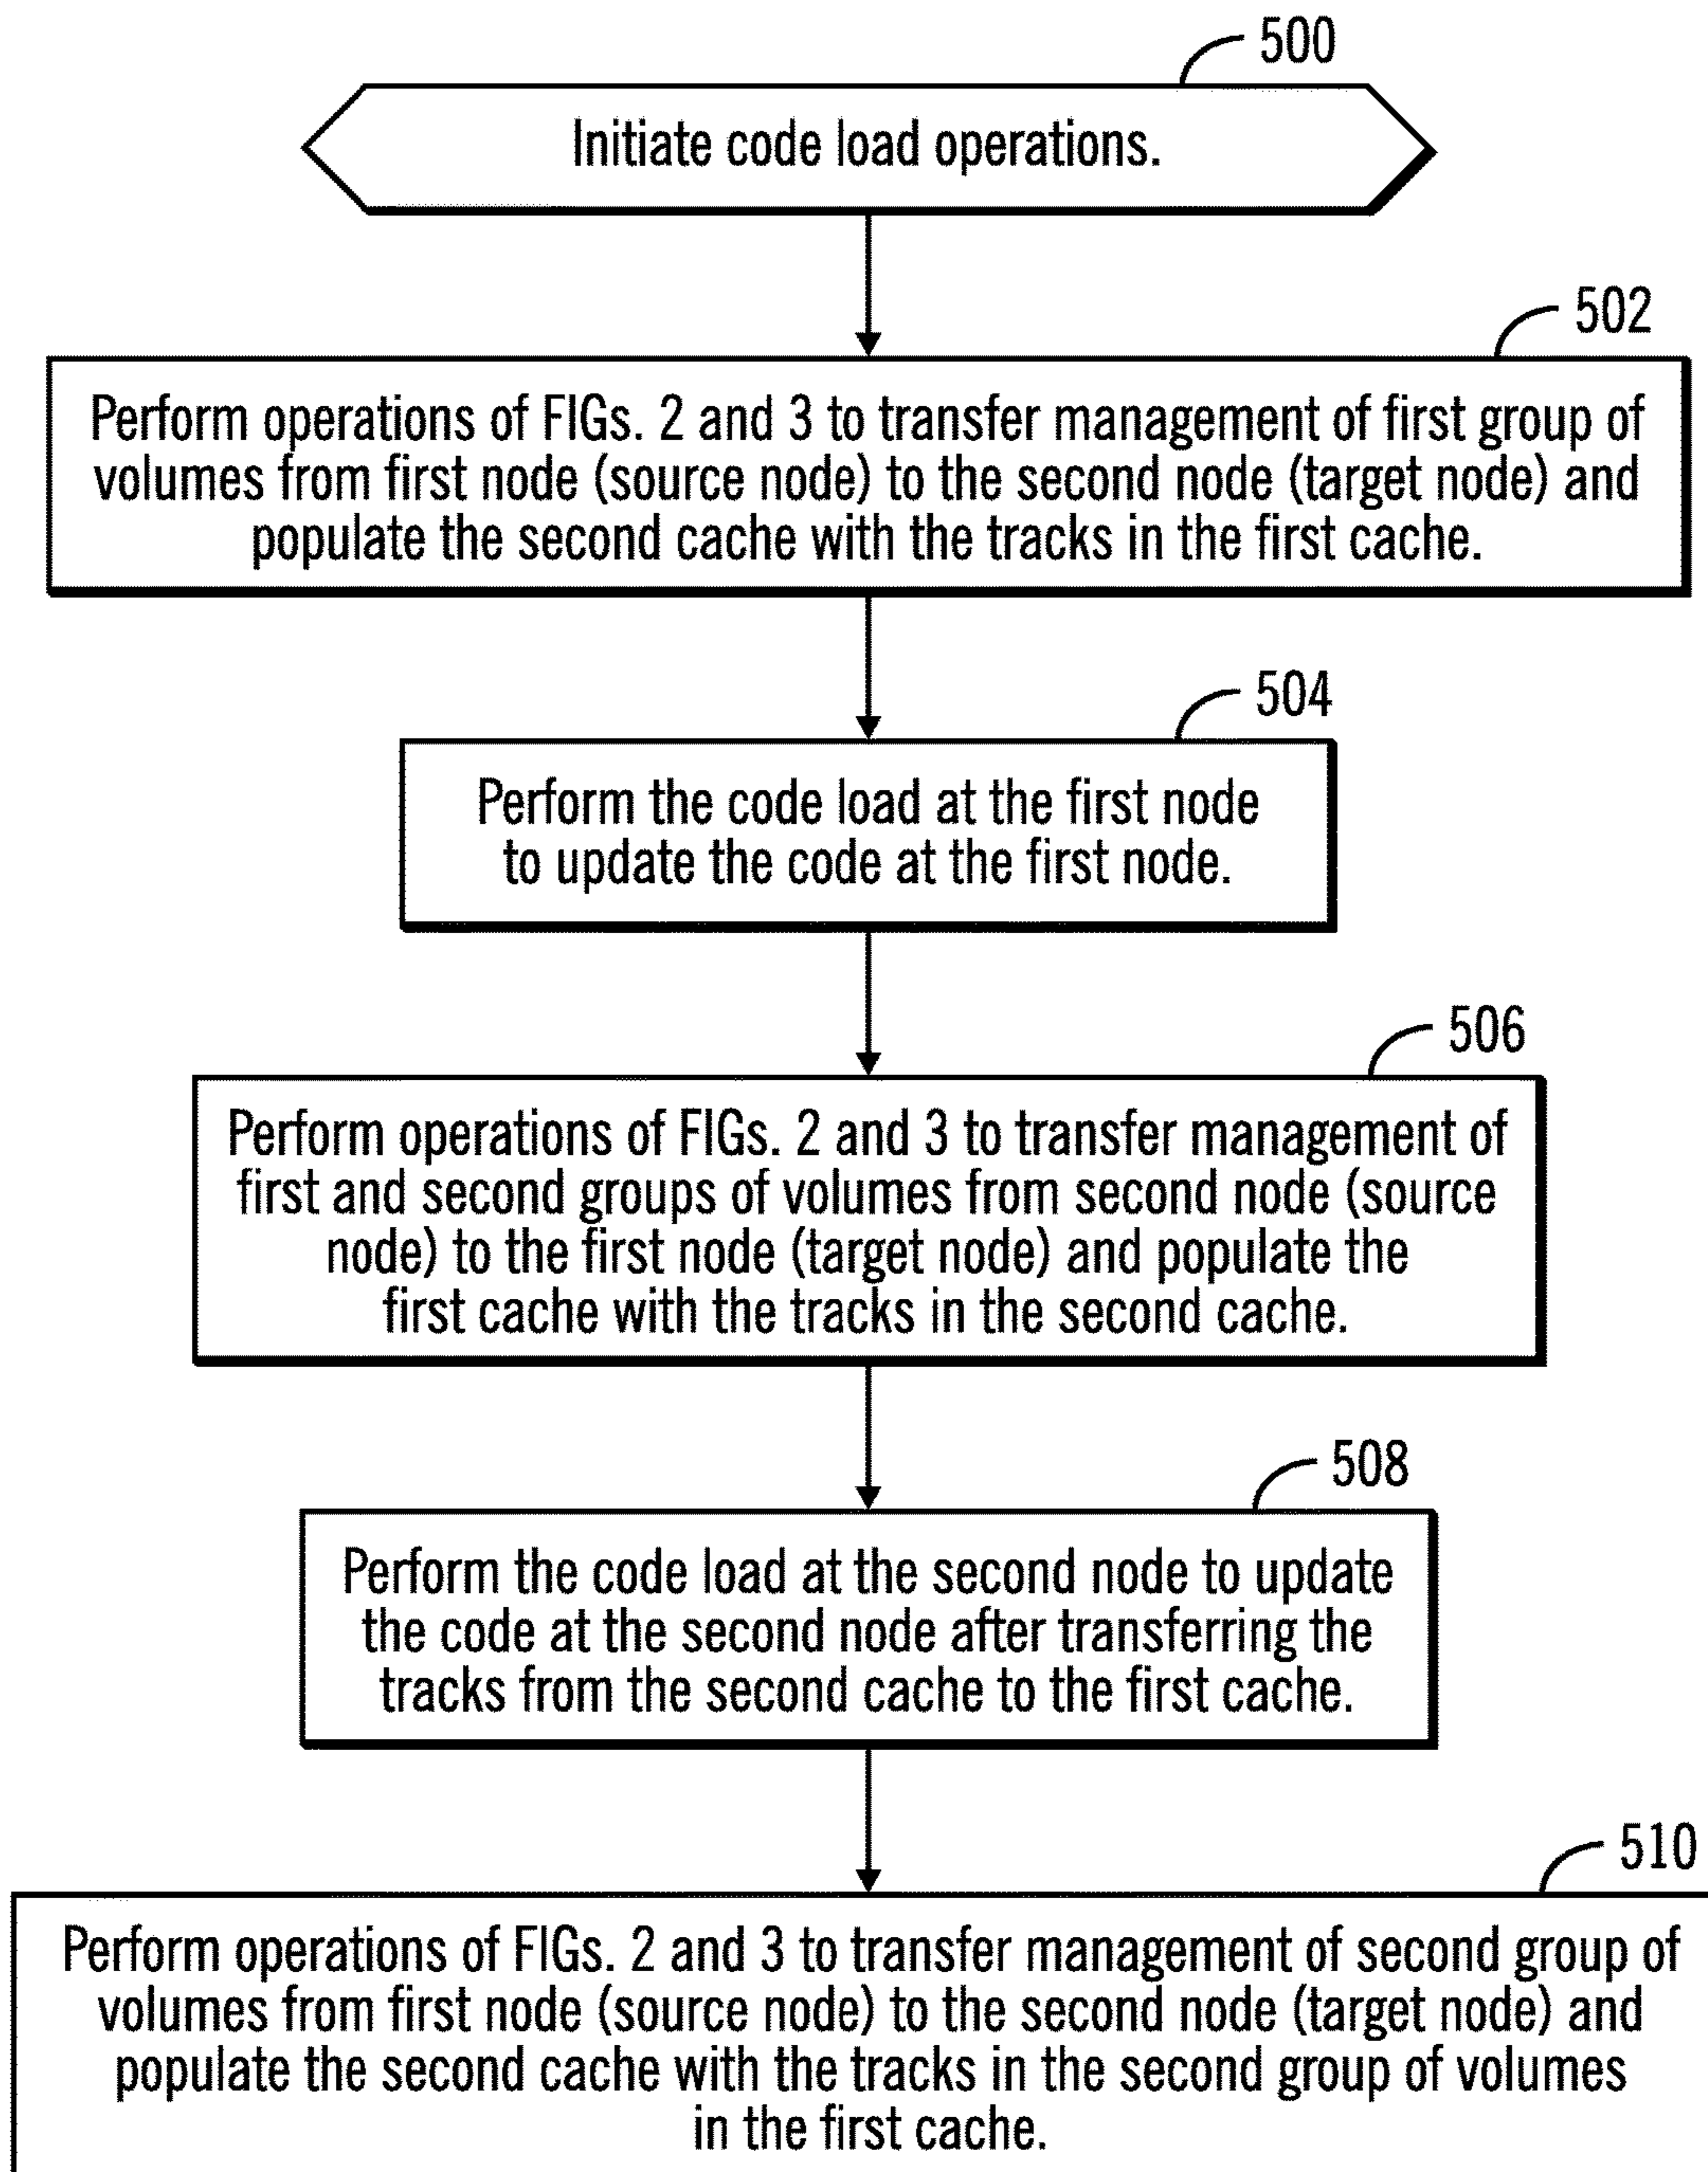 500
Initiate code load operations.
502
Perform operations of FIGs. 2 and 3 to transfer management of first group of
volumes from first node (source node) to the second node (target node) and
populate the second cache with the tracks in the first cache.
504
Perform the code load at the first node
to update the code at the first node.
506
Perform operations of FIGs. 2 and 3 to transfer management of
first and second groups of volumes from second node (source
node) to the first node (target node) and populate the
first cache with the tracks in the second cache.
508
Perform the code load at the second node to update
the code at the second node after transferring the
tracks from the second cache to the first cache.
510
Perform operations of FIGs. 2 and 3 to transfer management of second group of
volumes from first node (source node) to the second node (target node) and
populate the second cache with the tracks in the second group of volumes
in the first cache.